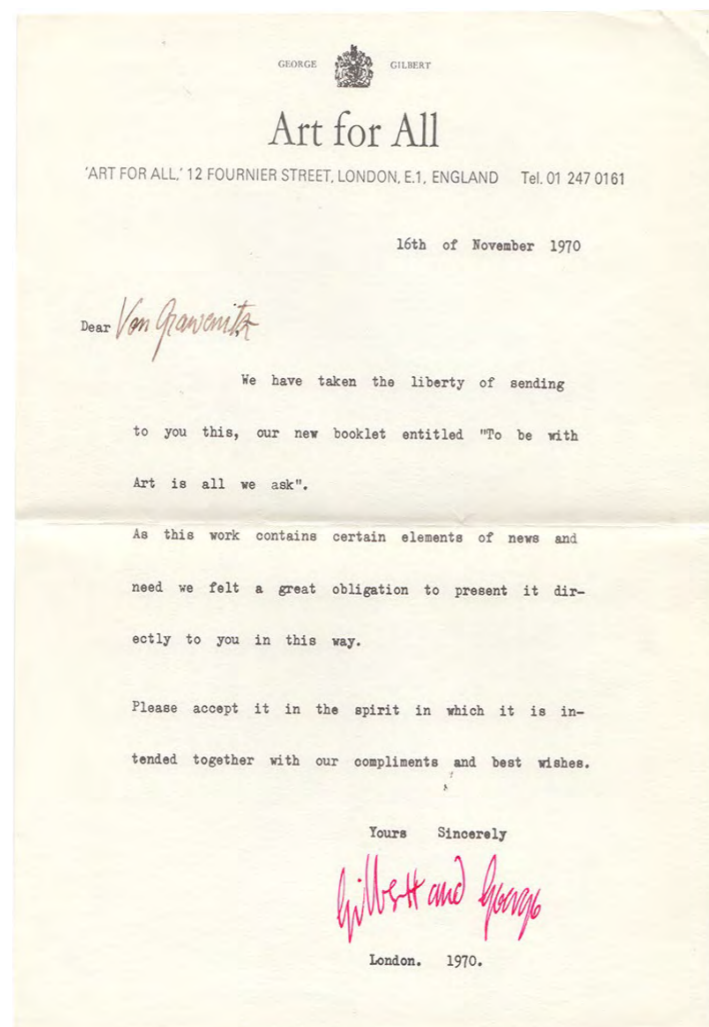 GEORGE GILBERT
Art for All
'ART FOR ALL,' 12 FOURNIER STREET, LONDON, E.1, ENGLAND Tel. 01 247 0161
16th of November 1970
Dear Von Graevenitz
We have taken the liberty of sending
to you this, our new booklet entitled "To be with
Art is all we ask".
As this work contains certain elements of news and
need we felt a great obligation to present it dir-
ectly to you in this way.
Please accept it in the spirit in which it is in-
tended together with our compliments and best wishes.
Yours Sincerely
Gilbert and George
London. 1970.